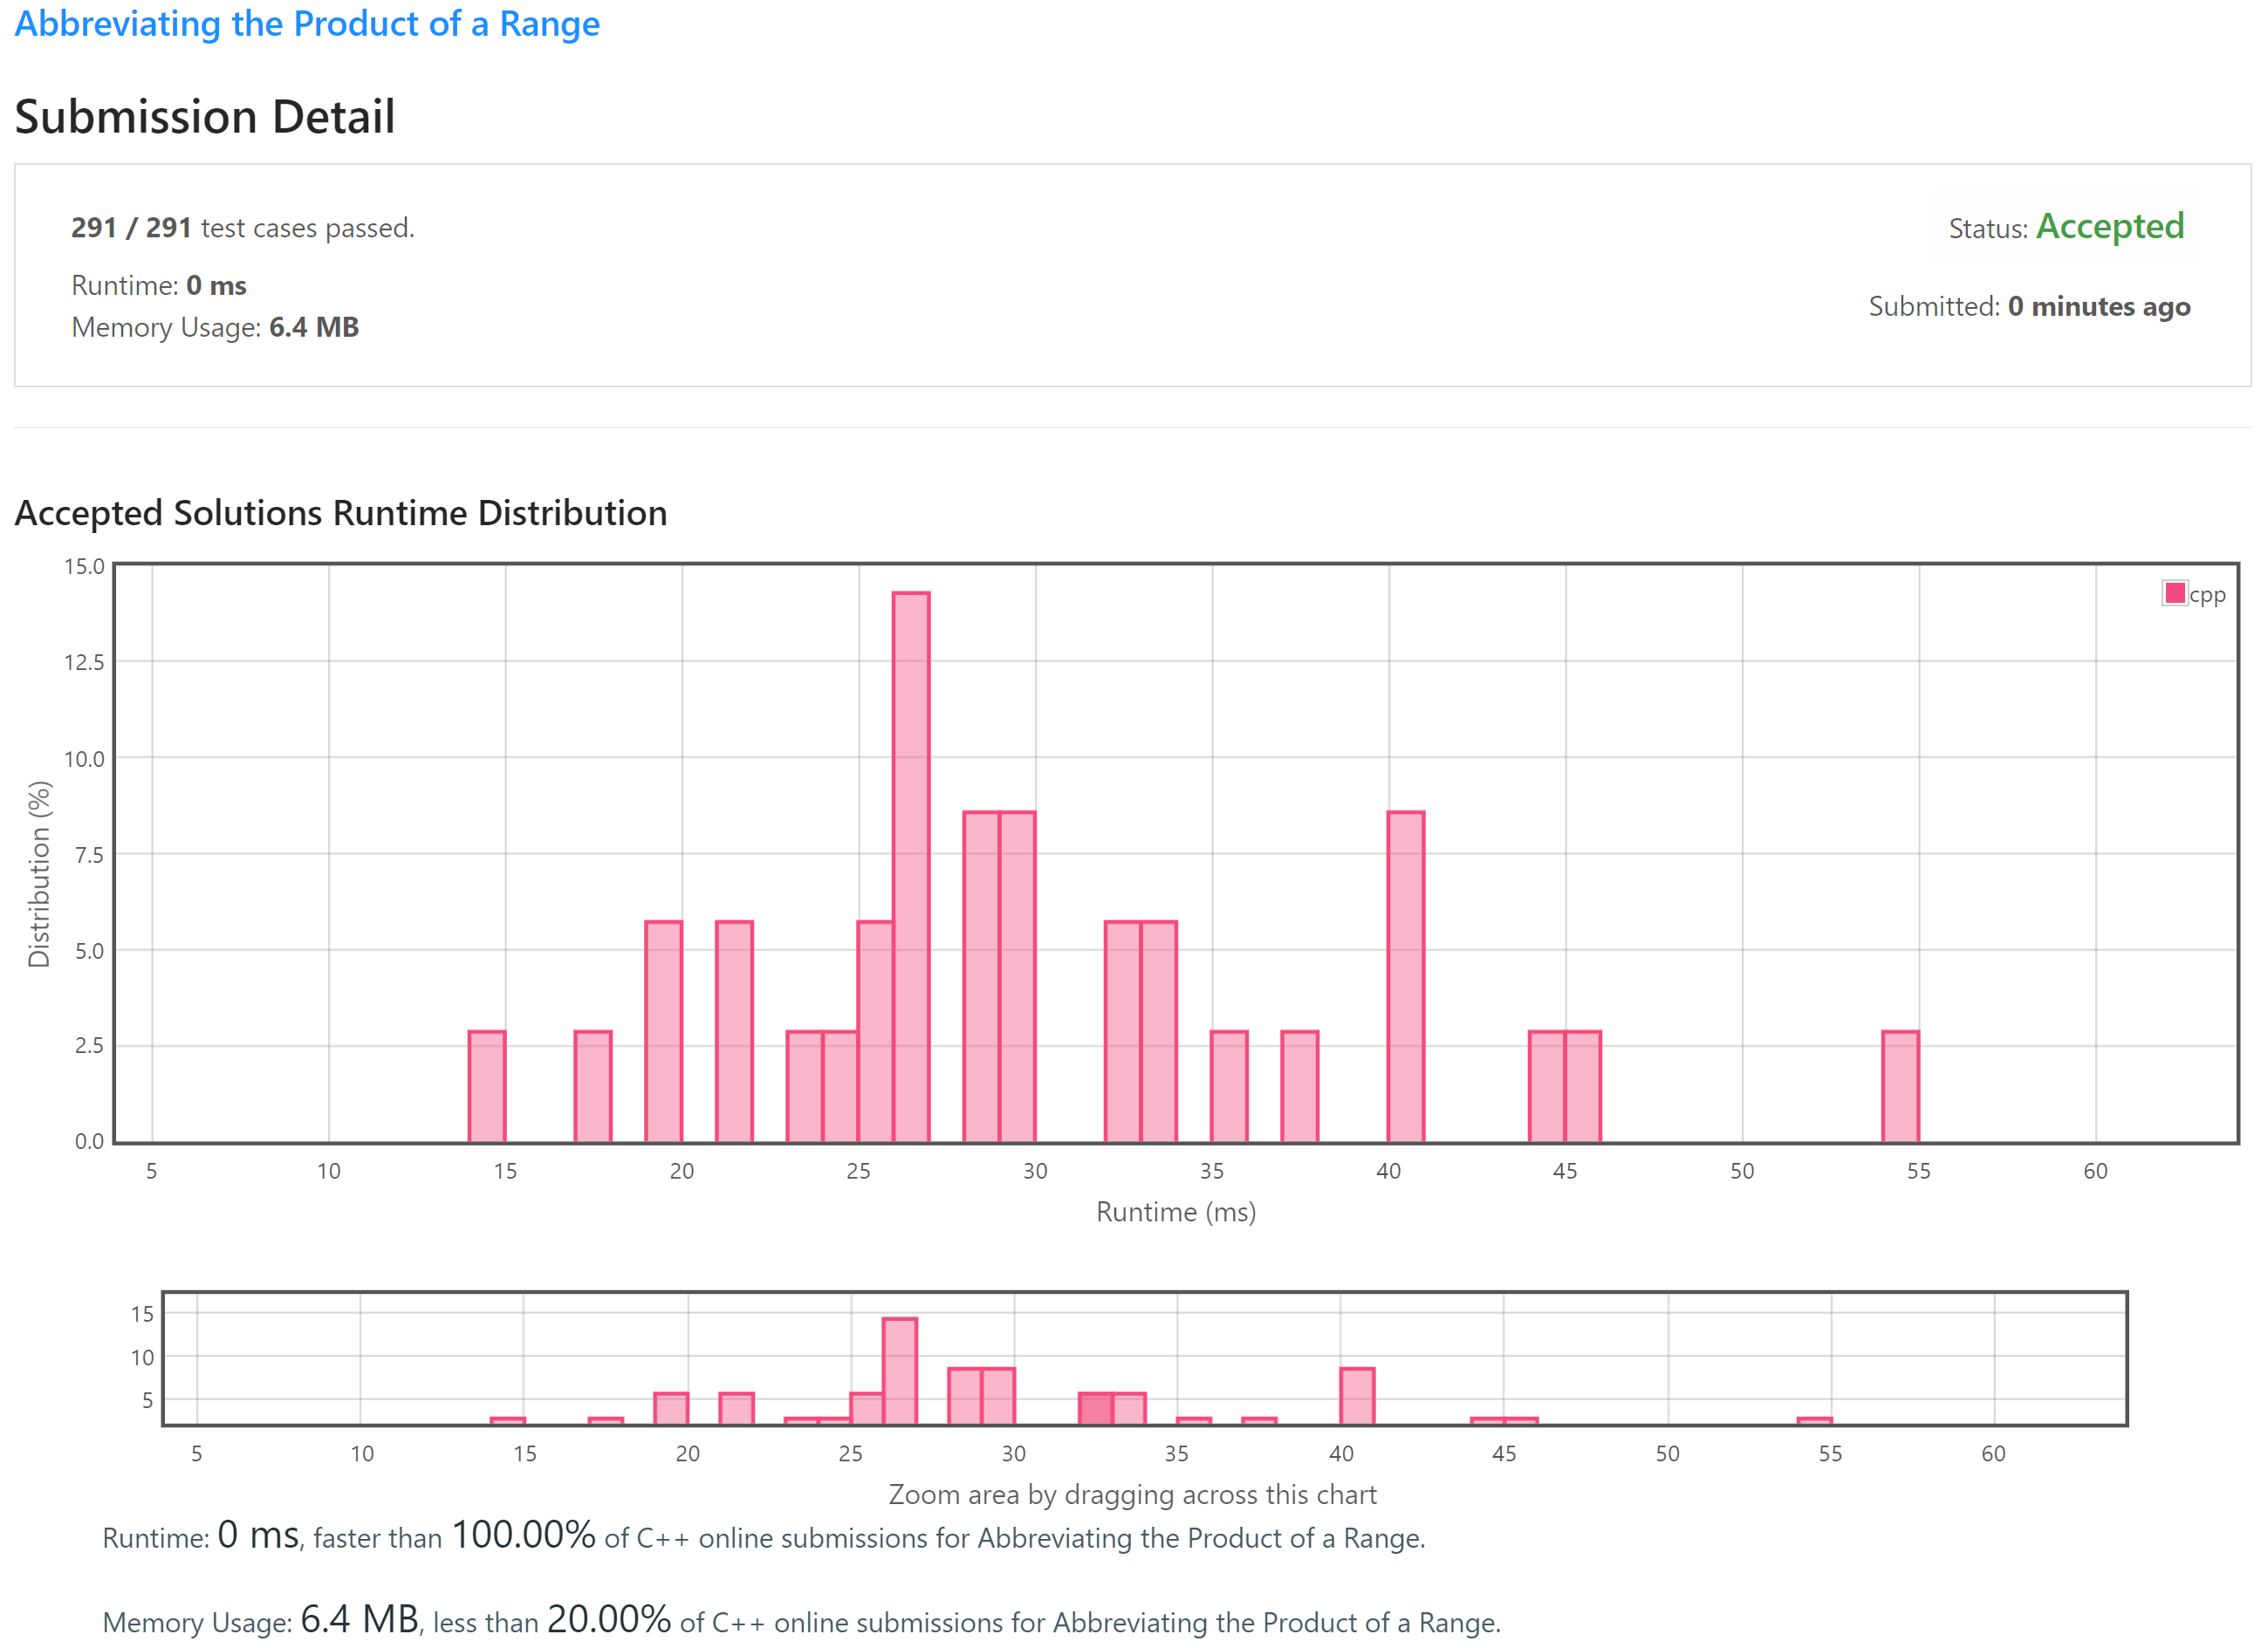 Abbreviating the Product of a Range
Submission Detail
291 / 291 test cases passed.
Status: Accepted
Runtime: 0 ms
Submitted: 0 minutes ago
Memory Usage: 6.4 MB
Accepted Solutions Runtime Distribution
15.0
cpp
12.5
10.0
7.5
5.0
2.5
0.0
Distribution (%)
5 10 15 20 25 30 35 40 45 50 55 60
Runtime (ms)
15
10
5
5 10 15 20 25 30 35 40 45 50 55 60
Zoom area by dragging across this chart
Runtime: 0 ms, faster than 100.00% of C++ online submissions for Abbreviating the Product of a Range.
Memory Usage: 6.4 MB, less than 20.00% of C++ online submissions for Abbreviating the Product of a Range.